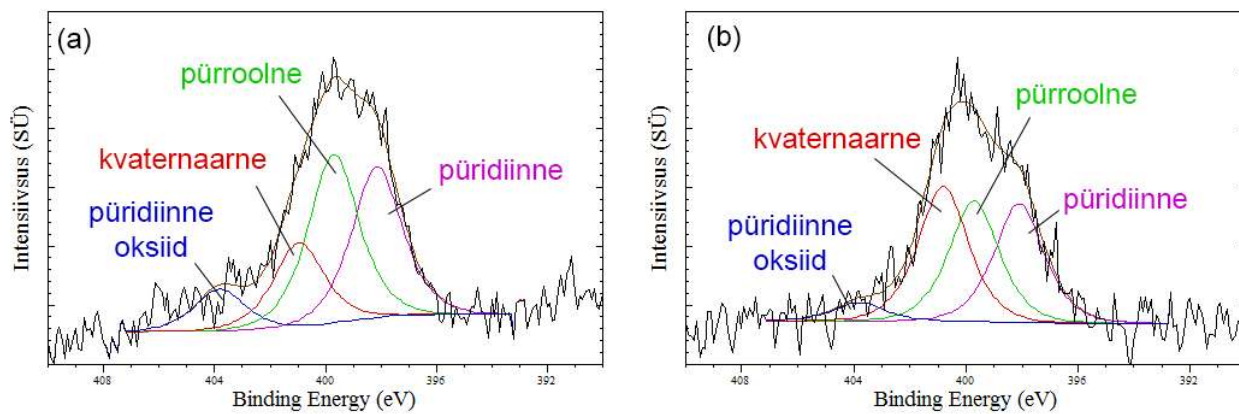 (a)
pürroolne
kvaternaarne
püridiinne
püridiinne
oksiid
Intensiivsus (SÜ)
408
404
400
396
392
Binding Energy (eV)
(b)
pürroolne
kvaternaarne
püridiinne
püridiinne
oksiid
Intensiivsus (SÜ)
408
404
400
396
392
Binding Energy (eV)